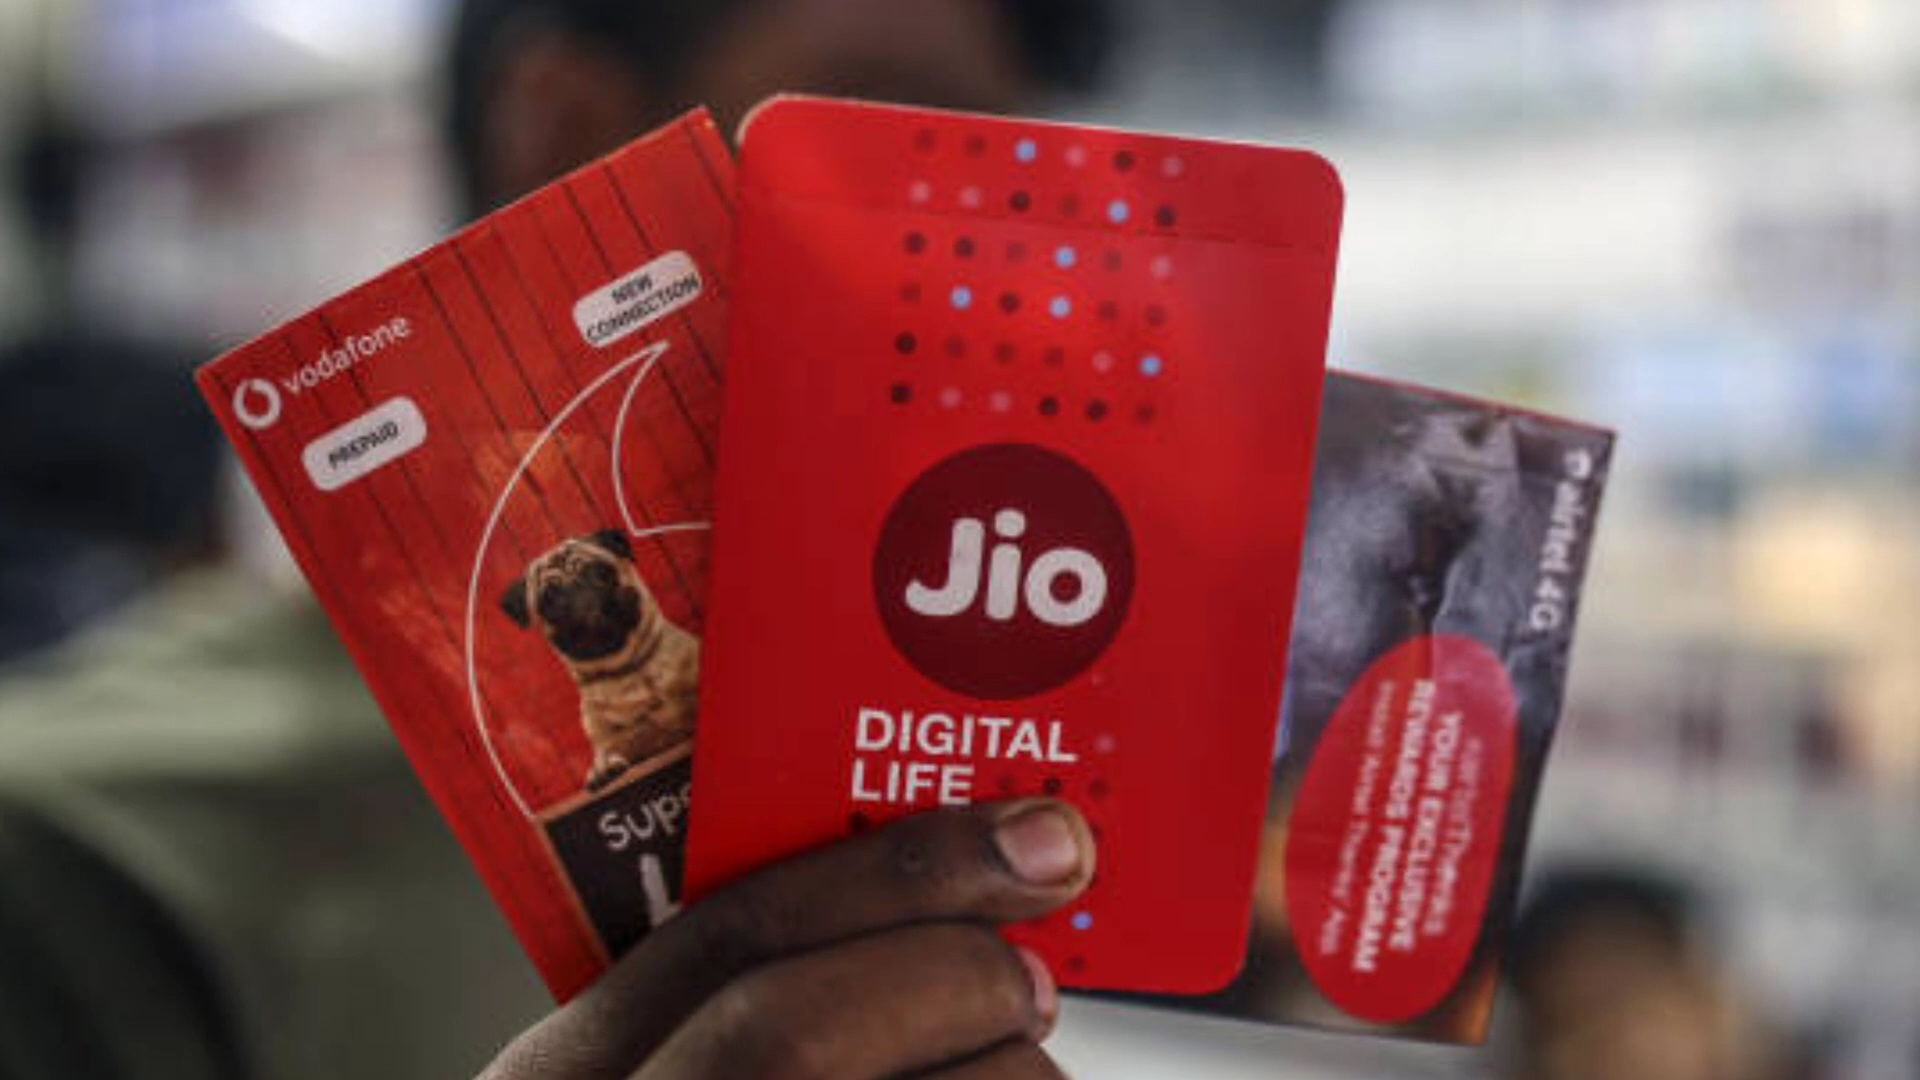 vodafone
PREPAID
NEW
CONNECTION
Jio
DIGITAL
LIFE
airtel 4G
YOUR EXCLUSIVE
REWARDS PROGRAM